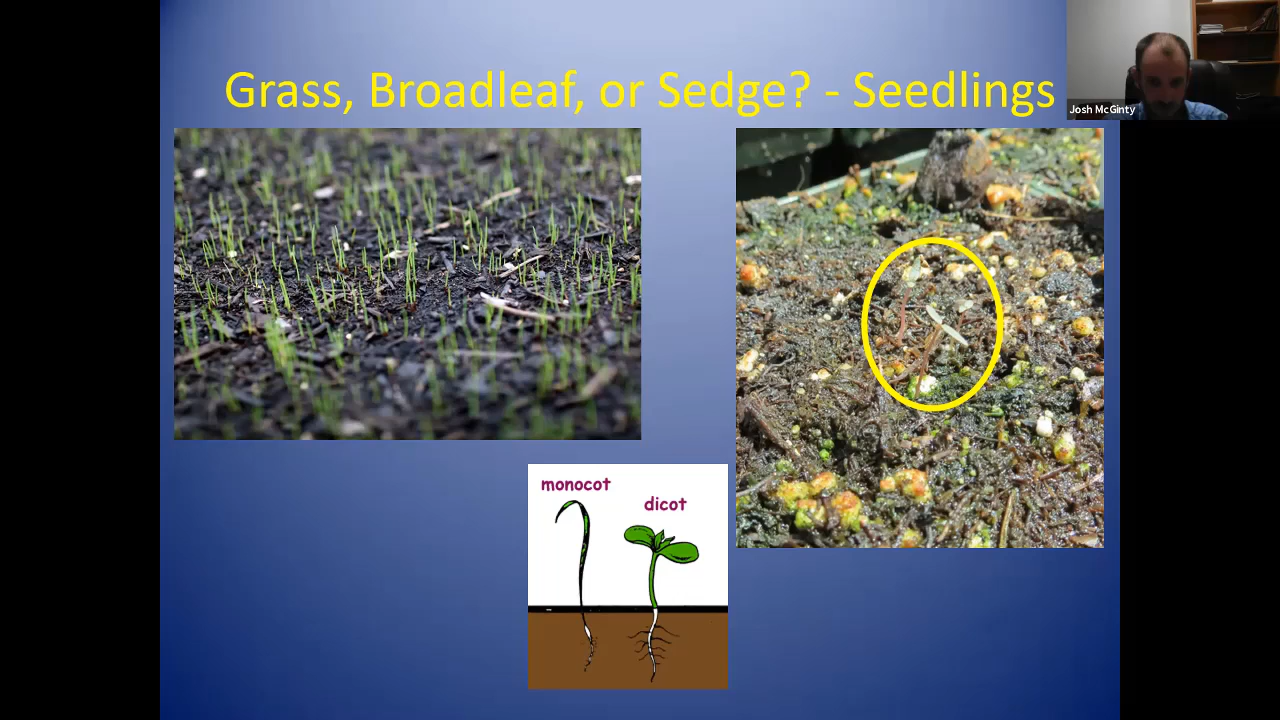 Grass, Broadleaf, or Sedge? - Seedlings
Josh McGinty
monocot
dicot